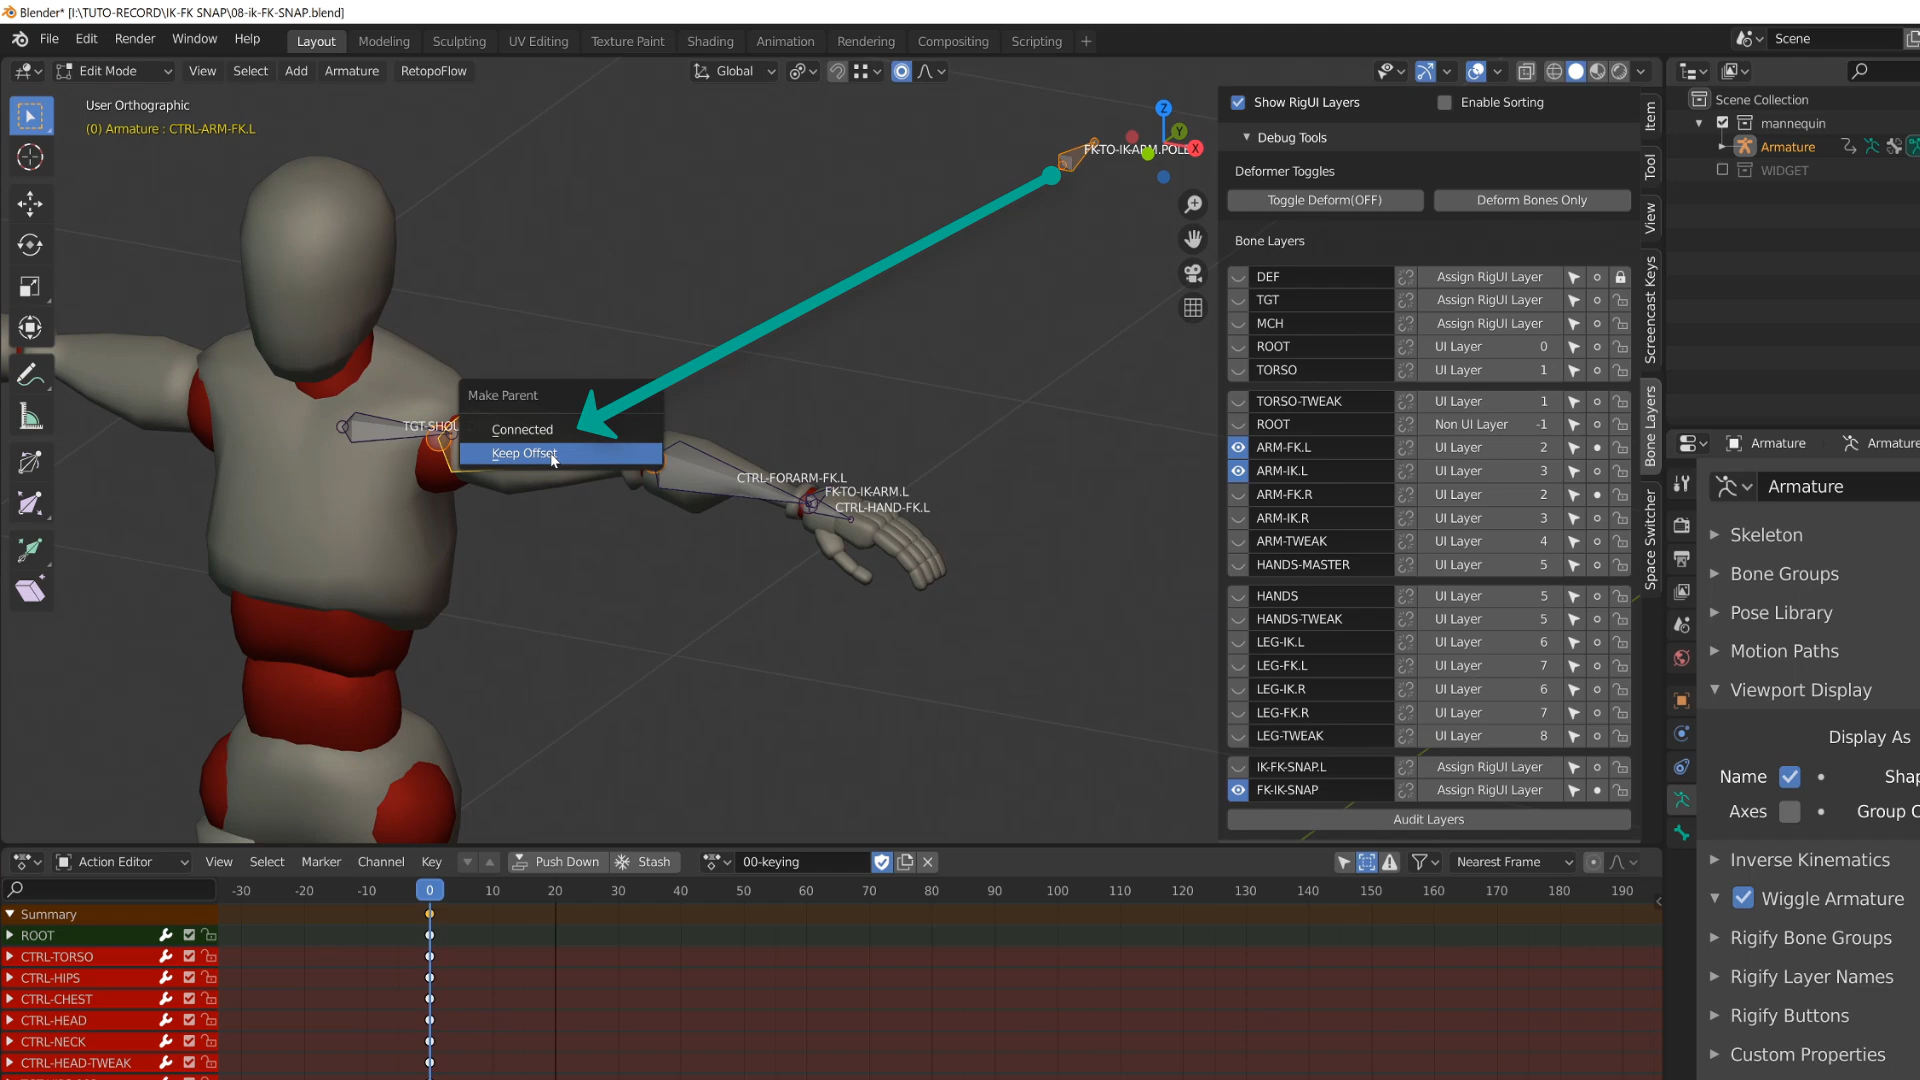 Blender* [I:\TUTO-RECORD\IK-FK SNAP\08-ik-FK-SNAP.blend]
File Edit Render Window Help Layout Modeling Sculpting UV Editing Texture Paint Shading Animation Rendering Compositing Scripting + Scene
Edit Mode View Select Add Armature RetopoFlow Global
User Orthographic
(0) Armature : CTRL-ARM-FK.L
Z
Y
X
FK-TO-IK-ARM.POLE
Make Parent
Connected
Keep Offset
CTRL-FORARM-FK.L
FK-TO-IK-ARM.L
CTRL-HAND-FK.L
Show RigUI Layers Enable Sorting
Debug Tools
Deformer Toggles
Toggle Deform(OFF) Deform Bones Only
Bone Layers
DEF Assign RigUI Layer
TGT Assign RigUI Layer
MCH Assign RigUI Layer
ROOT UI Layer 0
TORSO UI Layer 1
TORSO-TWEAK UI Layer 1
ROOT Non UI Layer -1
ARM-FK.L UI Layer 2
ARM-IK.L UI Layer 3
ARM-FK.R UI Layer 2
ARM-IK.R UI Layer 3
ARM-TWEAK UI Layer 4
HANDS-MASTER UI Layer 5
HANDS UI Layer 5
HANDS-TWEAK UI Layer 5
LEG-IK.L UI Layer 6
LEG-FK.L UI Layer 7
LEG-IK.R UI Layer 6
LEG-FK.R UI Layer 7
LEG-TWEAK UI Layer 8
IK-FK-SNAP.L Assign RigUI Layer
FK-IK-SNAP Assign RigUI Layer
Audit Layers
Item
Tool
View
Screencast Keys
Bone Layers
Space Switcher
Scene Collection
mannequin
Armature
WIDGET
Armature
Armature
Skeleton
Bone Groups
Pose Library
Motion Paths
Viewport Display
Display As
Name
Axes
Inverse Kinematics
Wiggle Armature
Rigify Bone Groups
Rigify Layer Names
Rigify Buttons
Custom Properties
Action Editor View Select Marker Channel Key Push Down Stash 00-keying Nearest Frame
-30 -20 -10 0 10 20 30 40 50 60 70 80 90 100 110 120 130 140 150 160 170 180 190
Summary
ROOT
CTRL-TORSO
CTRL-HIPS
CTRL-CHEST
CTRL-HEAD
CTRL-NECK
CTRL-HEAD-TWEAK